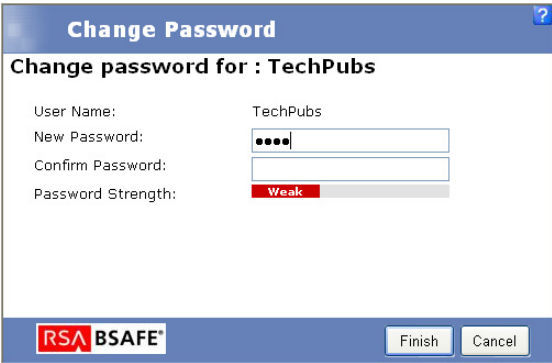 Change Password
?
Change password for : TechPubs
User Name: TechPubs
New Password: ••••
Confirm Password:
Password Strength: Weak
RSA BSAFE® Finish Cancel